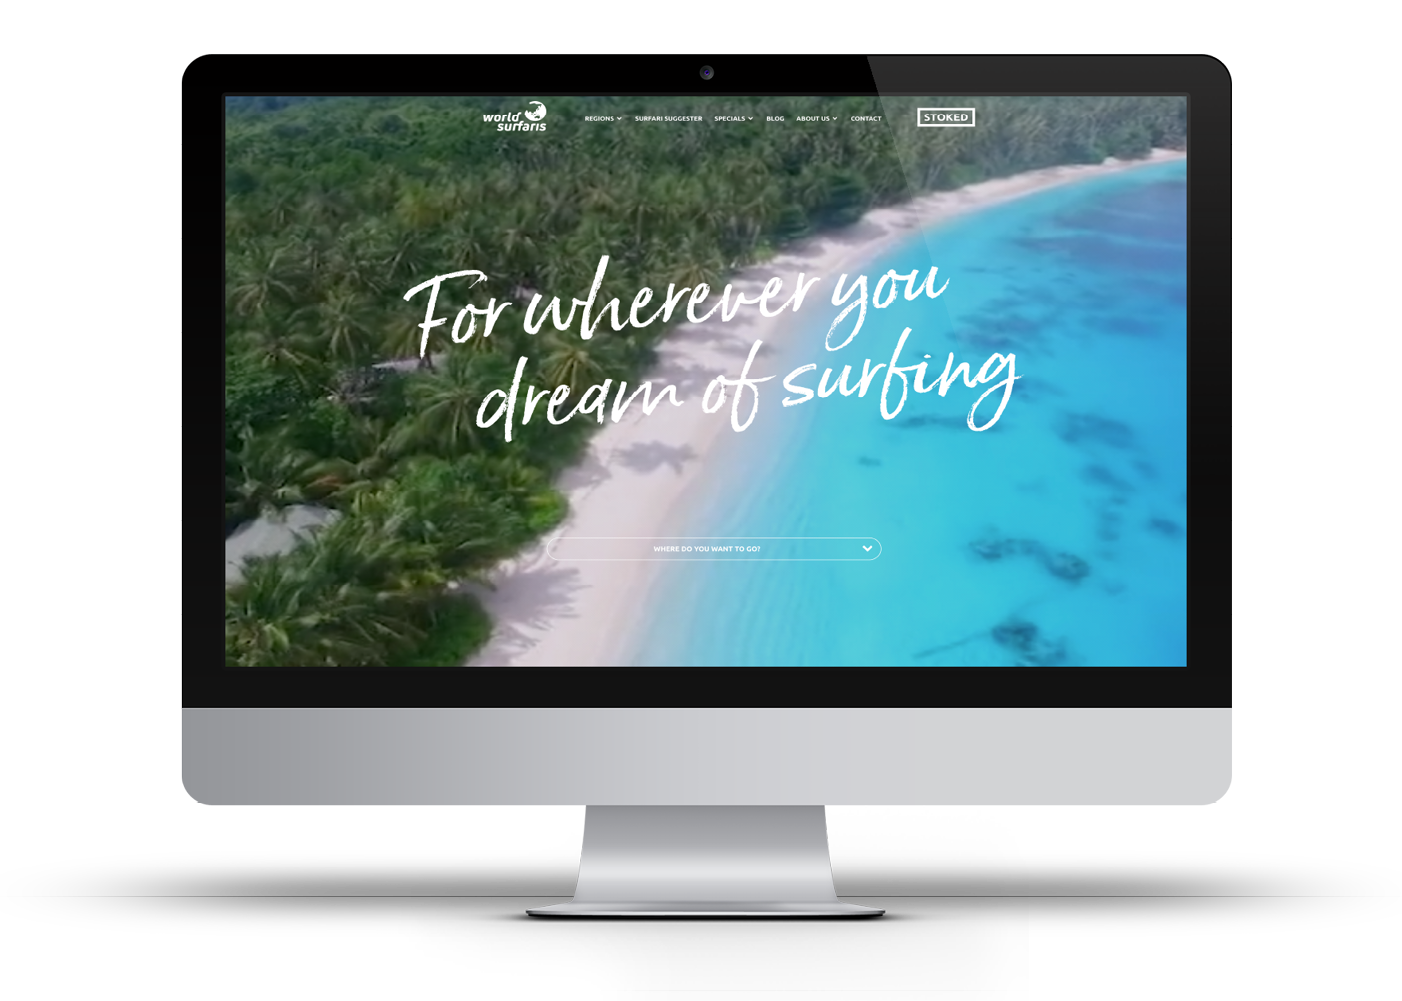 world
surfaris
REGIONS
SURFARI SUGGESTER
SPECIALS
BLOG
ABOUT US
CONTACT
STOKED
For wherever you
dream of surfing
WHERE DO YOU WANT TO GO?